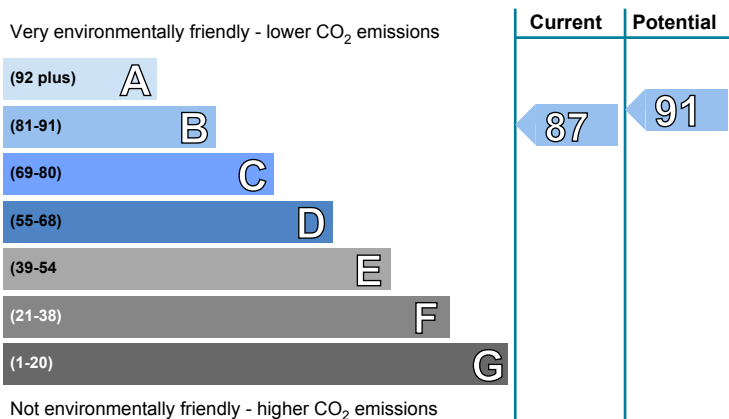 Very environmentally friendly - lower CO2 emissions
Current
Potential
(92 plus) A
(81-91) B
87
91
(69-80) C
(55-68) D
(39-54 E
(21-38) F
(1-20) G
Not environmentally friendly - higher CO2 emissions